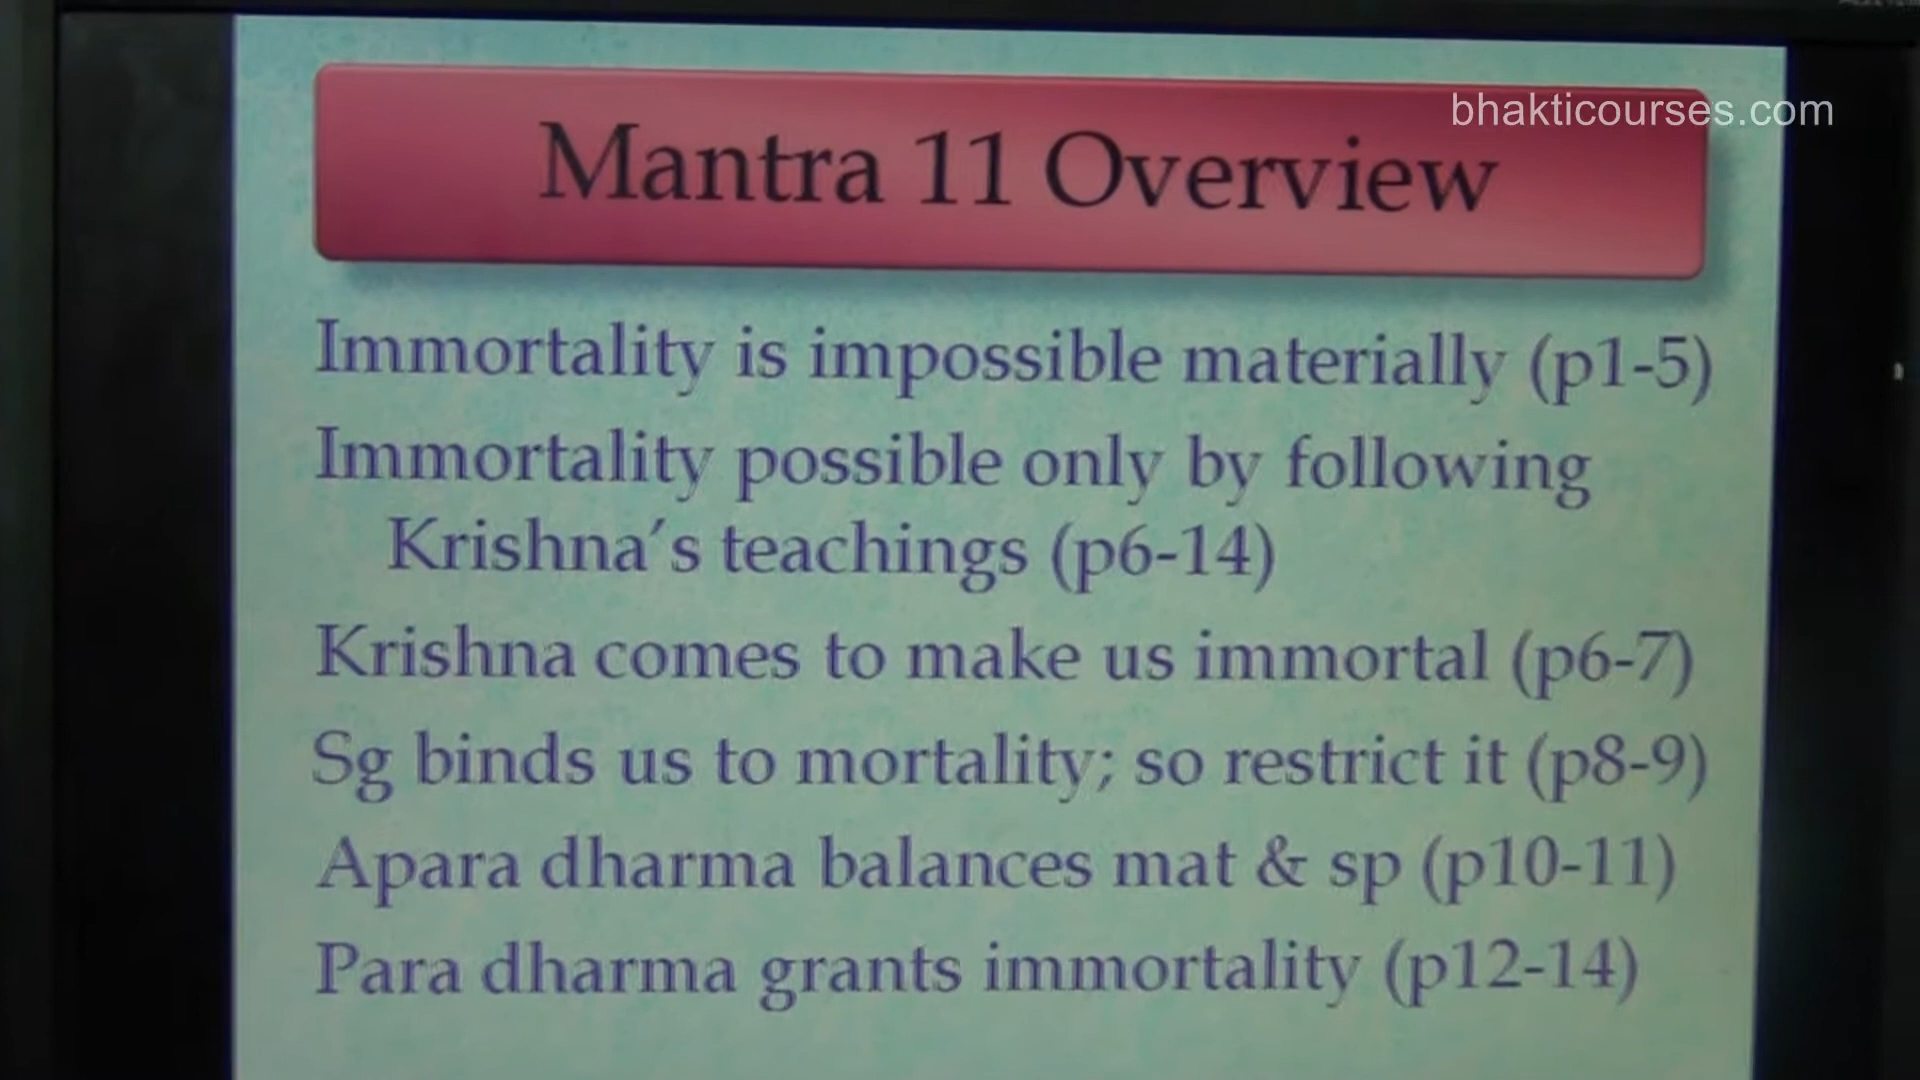 bhakticourses.com
Mantra 11 Overview
Immortality is impossible materially (p1-5)
Immortality possible only by following
Krishna's teachings (p6-14)
Krishna comes to make us immortal (p6-7)
Sg binds us to mortality; so restrict it (p8-9)
Apara dharma balances mat & sp (p10-11)
Para dharma grants immortality (p12-14)